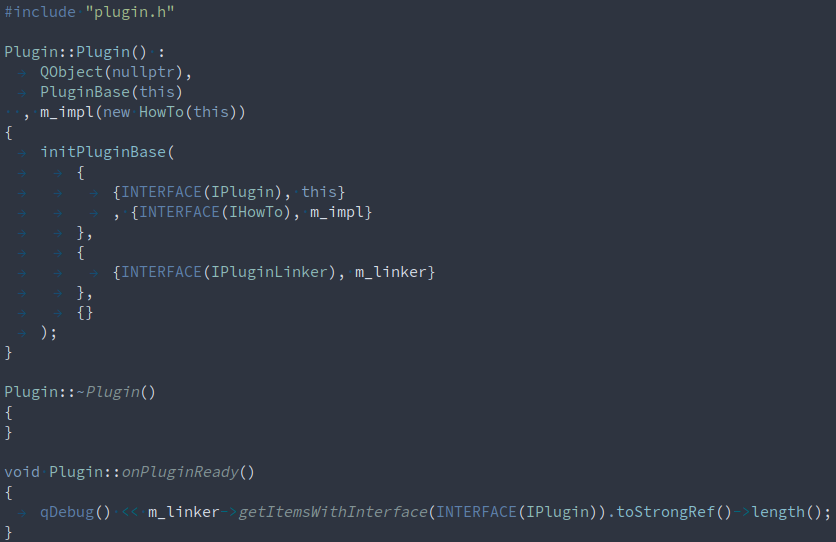 #include "plugin.h"

Plugin::Plugin() :
	QObject(nullptr),
	PluginBase(this)
  , m_impl(new HowTo(this))
{
	initPluginBase(
		{
			{INTERFACE(IPlugin), this}
			, {INTERFACE(IHowTo), m_impl}
		},
		{
			{INTERFACE(IPluginLinker), m_linker}
		},
		{}
	);
}

Plugin::~Plugin()
{
}

void Plugin::onPluginReady()
{
	qDebug() << m_linker->getItemsWithInterface(INTERFACE(IPlugin)).toStrongRef()->length();
}